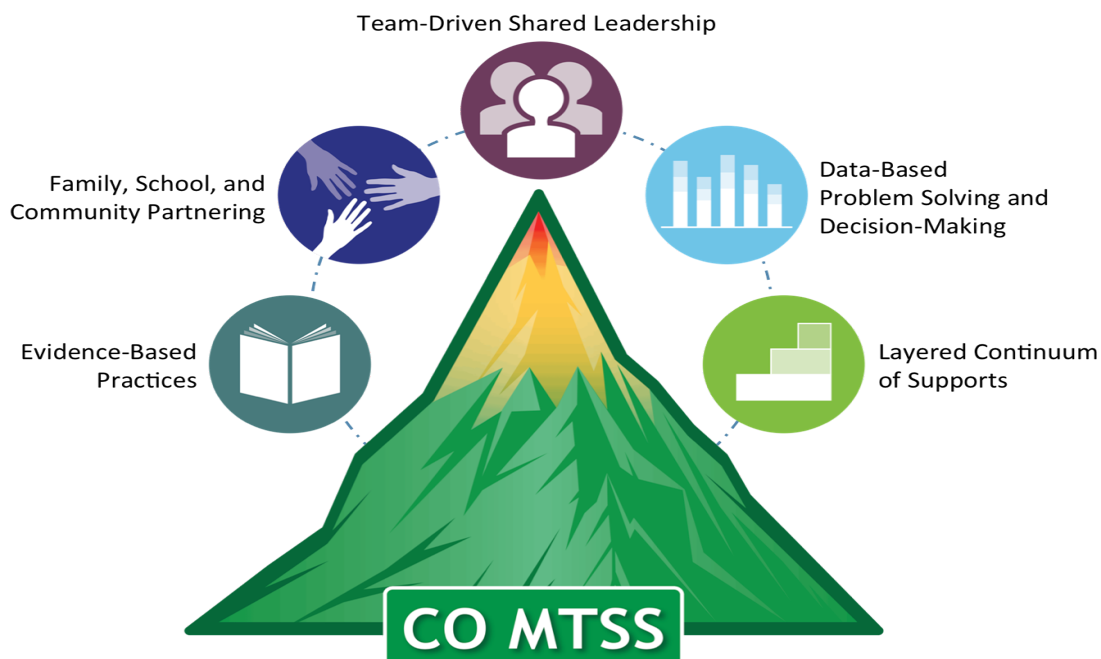 Team-Driven Shared Leadership
Family, School, and
Community Partnering
Data-Based
Problem Solving and
Decision-Making
Evidence-Based
Practices
Layered Continuum
of Supports
CO MTSS